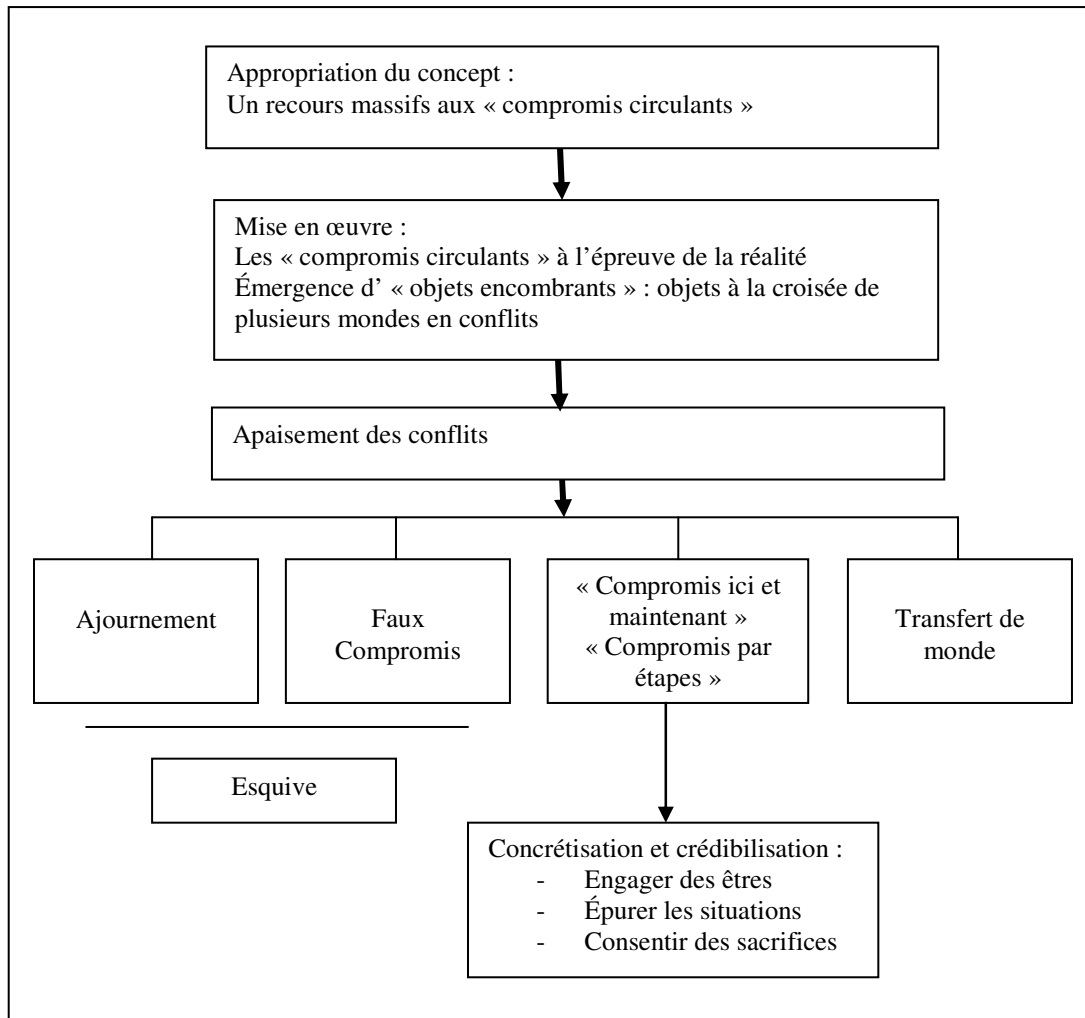 Appropriation du concept :
Un recours massifs aux « compromis circulants »
Mise en œuvre :
Les « compromis circulants » à l’épreuve de la réalité
Émergence d’ « objets encombrants » : objets à la croisée de
plusieurs mondes en conflits
Apaisement des conflits
Ajournement
Faux
Compromis
« Compromis ici et
maintenant »
« Compromis par
étapes »
Transfert de
monde
Esquive
Concrétisation et crédibilisation :
- Engager des êtres
- Épurer les situations
- Consentir des sacrifices